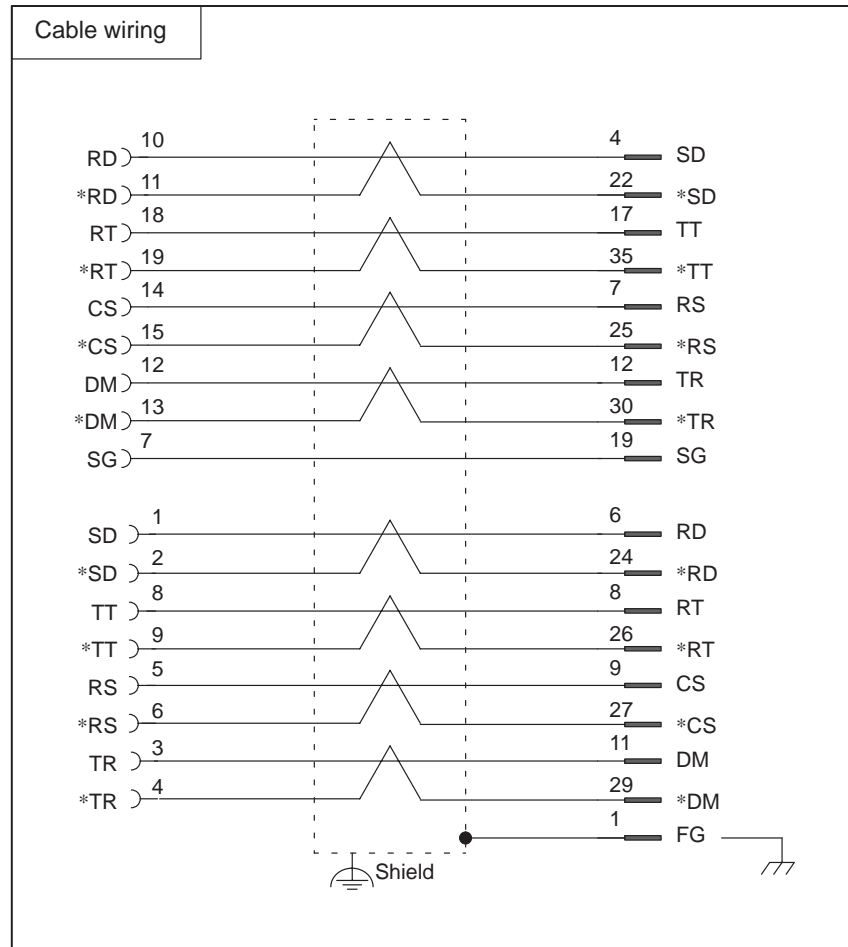 Cable wiring
RD 10 4 SD
*RD 11 22 *SD
RT 18 17 TT
*RT 19 35 *TT
CS 14 7 RS
*CS 15 25 *RS
DM 12 12 TR
*DM 13 30 *TR
SG 7 19 SG
SD 1 6 RD
*SD 2 24 *RD
TT 8 8 RT
*TT 9 26 *RT
RS 5 9 CS
*RS 6 27 *CS
TR 3 11 DM
*TR 4 29 *DM
1 FG
Shield